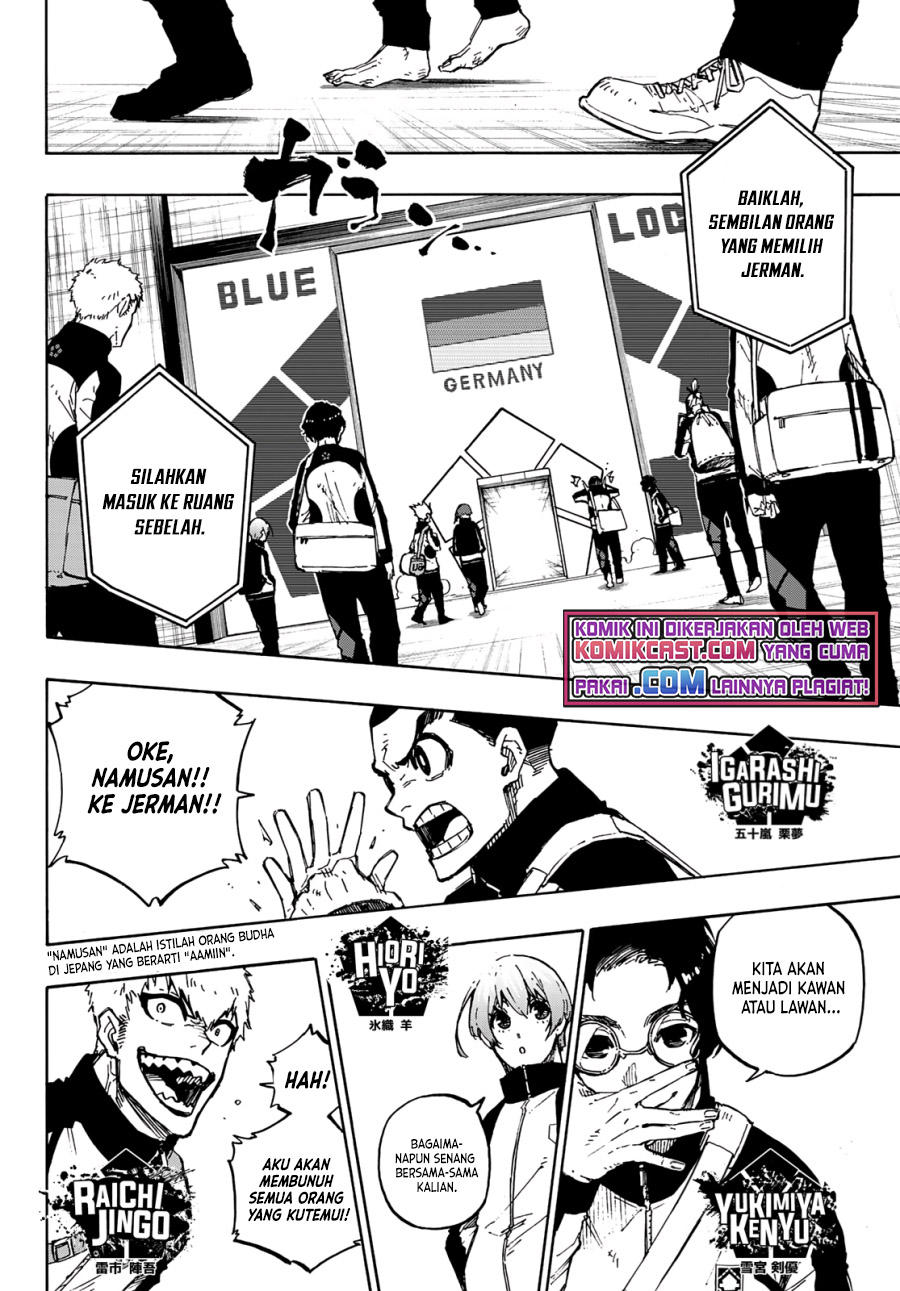 BAIKLAH,
SEMBILAN ORANG
YANG MEMILIH
JERMAN.
BLUE
LOC
GERMANY
SILAHKAN
MASUK KE RUANG
SEBELAH.
KOMIK INI DIKERJAKAN OLEH WEB
KOMIKCAST.COM YANG CUMA
PAKAI .COM LAINNYA PLAGIAT!
OKE,
NAMUSAN!!
KE JERMAN!!
IGARASHI
GURIMU
五十嵐 栗夢
"NAMUSAN" ADALAH ISTILAH ORANG BUDHA
DI JEPANG YANG BERARTI "AAMIIN".
KITA AKAN
MENJADI KAWAN
ATAU LAWAN...
YUKIMIYA
KENYU
雪宮 剣優
HIORI
YO
氷織 羊
BAGAIMA-
NAPUN SENANG
BERSAMA-SAMA
KALIAN.
HAH!
AKU AKAN
MEMBUNUH
SEMUA ORANG
YANG KUTEMUI!
RAICHI
JINGO
雷市 陣吾